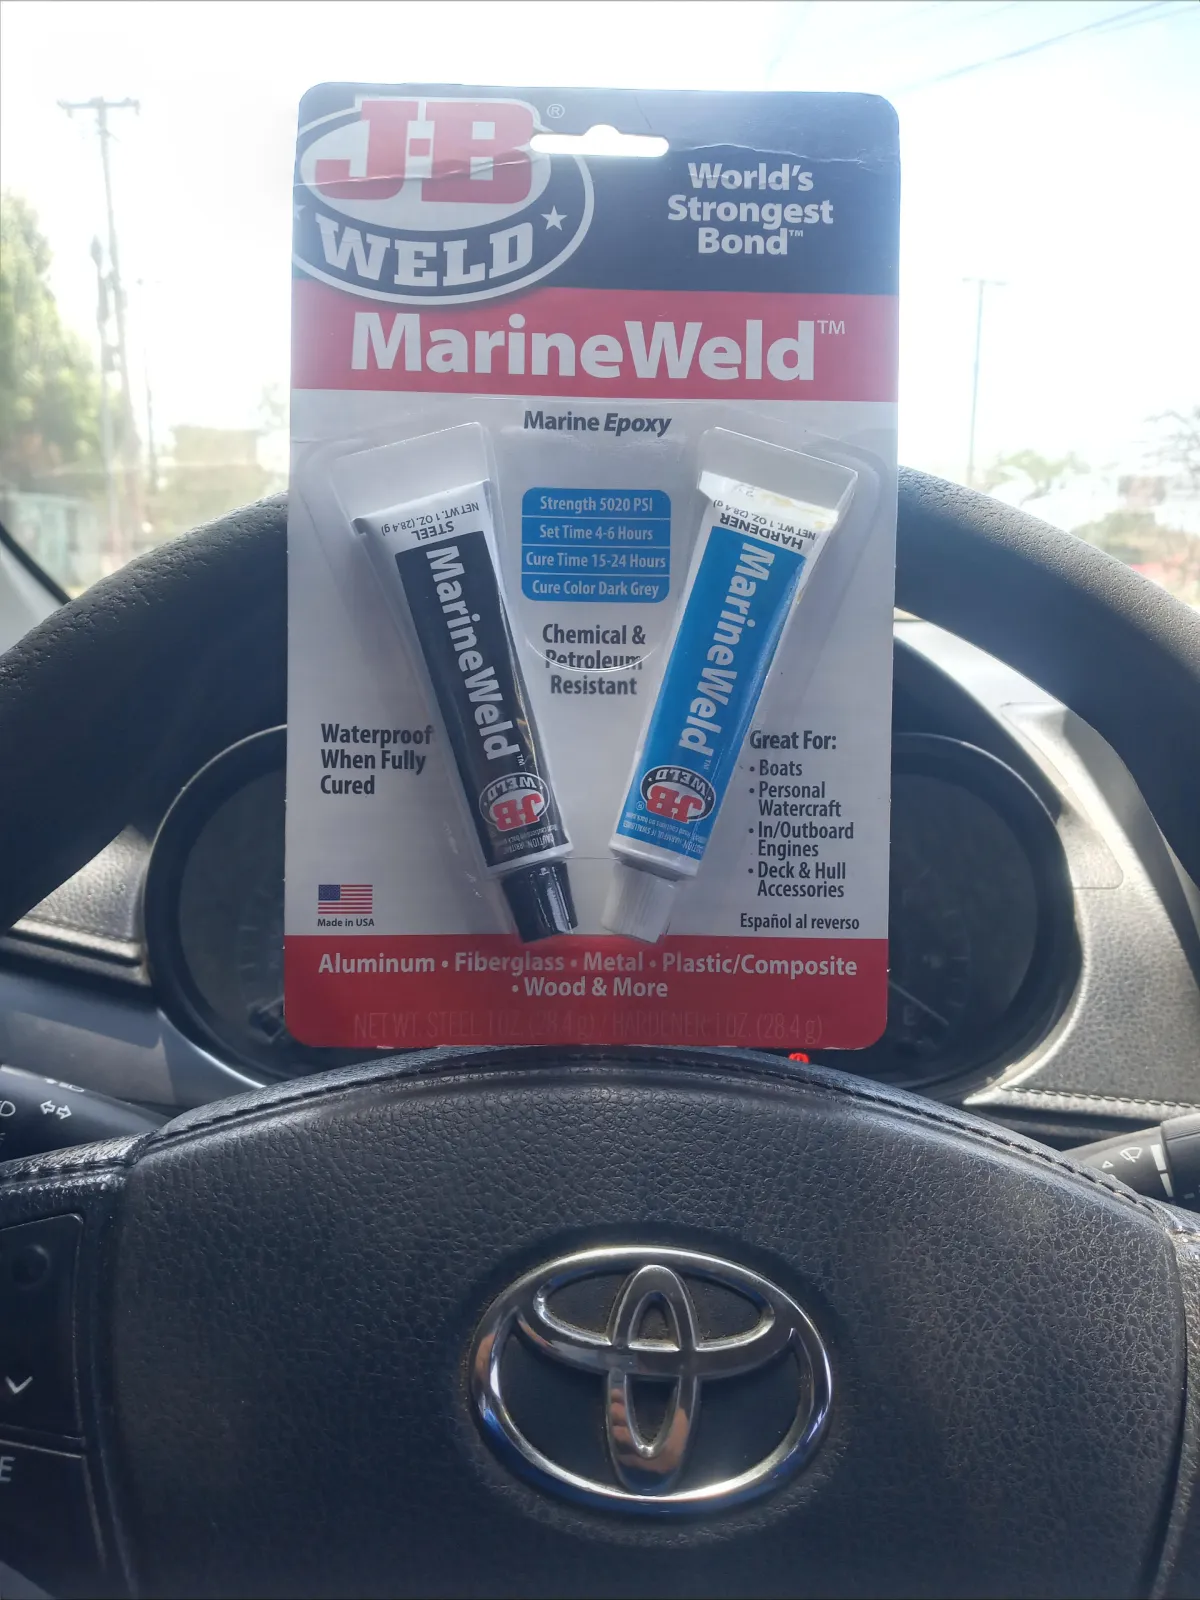 J-B®
WELD
World's
Strongest
Bond™
MarineWeld™
Marine Epoxy
NET WT. 1 OZ. (28.4 g)
STEEL
MarineWeld™
J-B
WELD
Strength 5020 PSI
Set Time 4-6 Hours
Cure Time 15-24 Hours
Cure Color Dark Grey
Chemical &
Petroleum
Resistant
NET WT. 1 OZ. (28.4 g)
HARDENER
MarineWeld™
J-B
WELD
Waterproof
When Fully
Cured
Great For:
• Boats
• Personal
Watercraft
• In/Outboard
Engines
• Deck & Hull
Accessories
Made in USA
Español al reverso
Aluminum • Fiberglass • Metal • Plastic/Composite
• Wood & More
NET WT. STEEL 1 OZ. (28.4 g) / HARDENER: 1 OZ. (28.4 g)